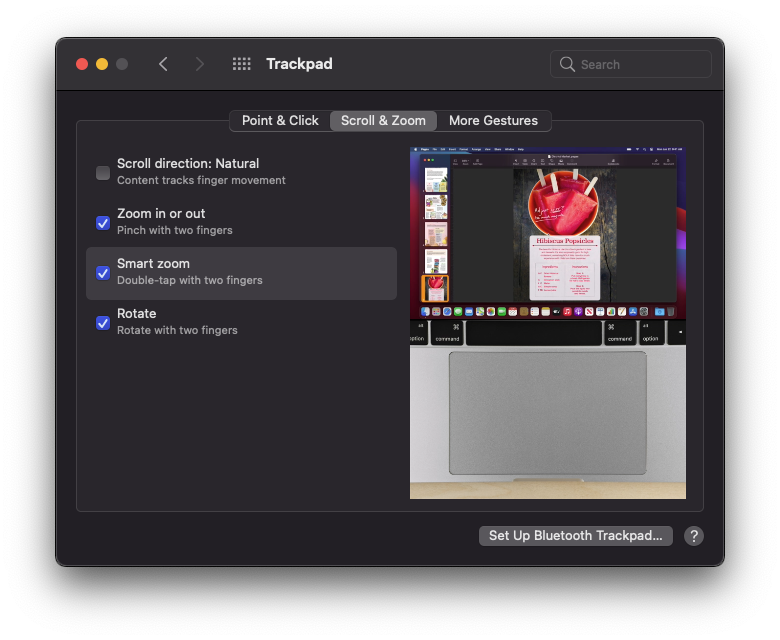 Trackpad
Search
Point & Click
Scroll & Zoom
More Gestures
Scroll direction: Natural
Content tracks finger movement
Zoom in or out
Pinch with two fingers
Smart zoom
Double-tap with two fingers
Rotate
Rotate with two fingers
Hibiscus Popsicles
alt
option
⌘
command
⌘
command
alt
option
Set Up Bluetooth Trackpad...
?